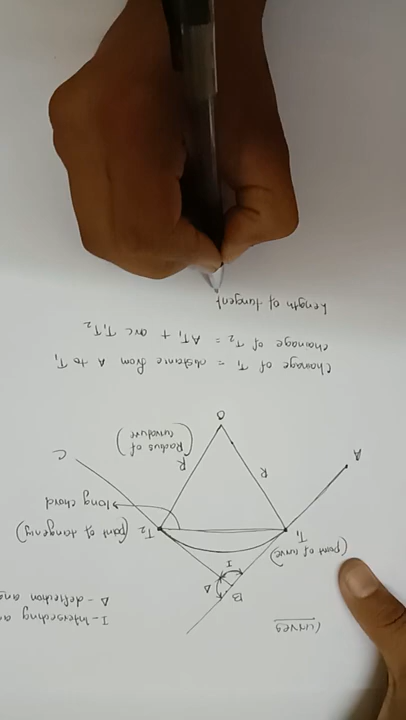 Curves
I - Intersecting
Δ - deflection
B
Δ
I
(point of curve)
T1
T2 (point of tangency)
long chord
A
R
R
C
(Radius of curvature)
O
chainage of T1 = distance from A to T1
chainage of T2 = AT1 + arc T1T2
Length of tangent